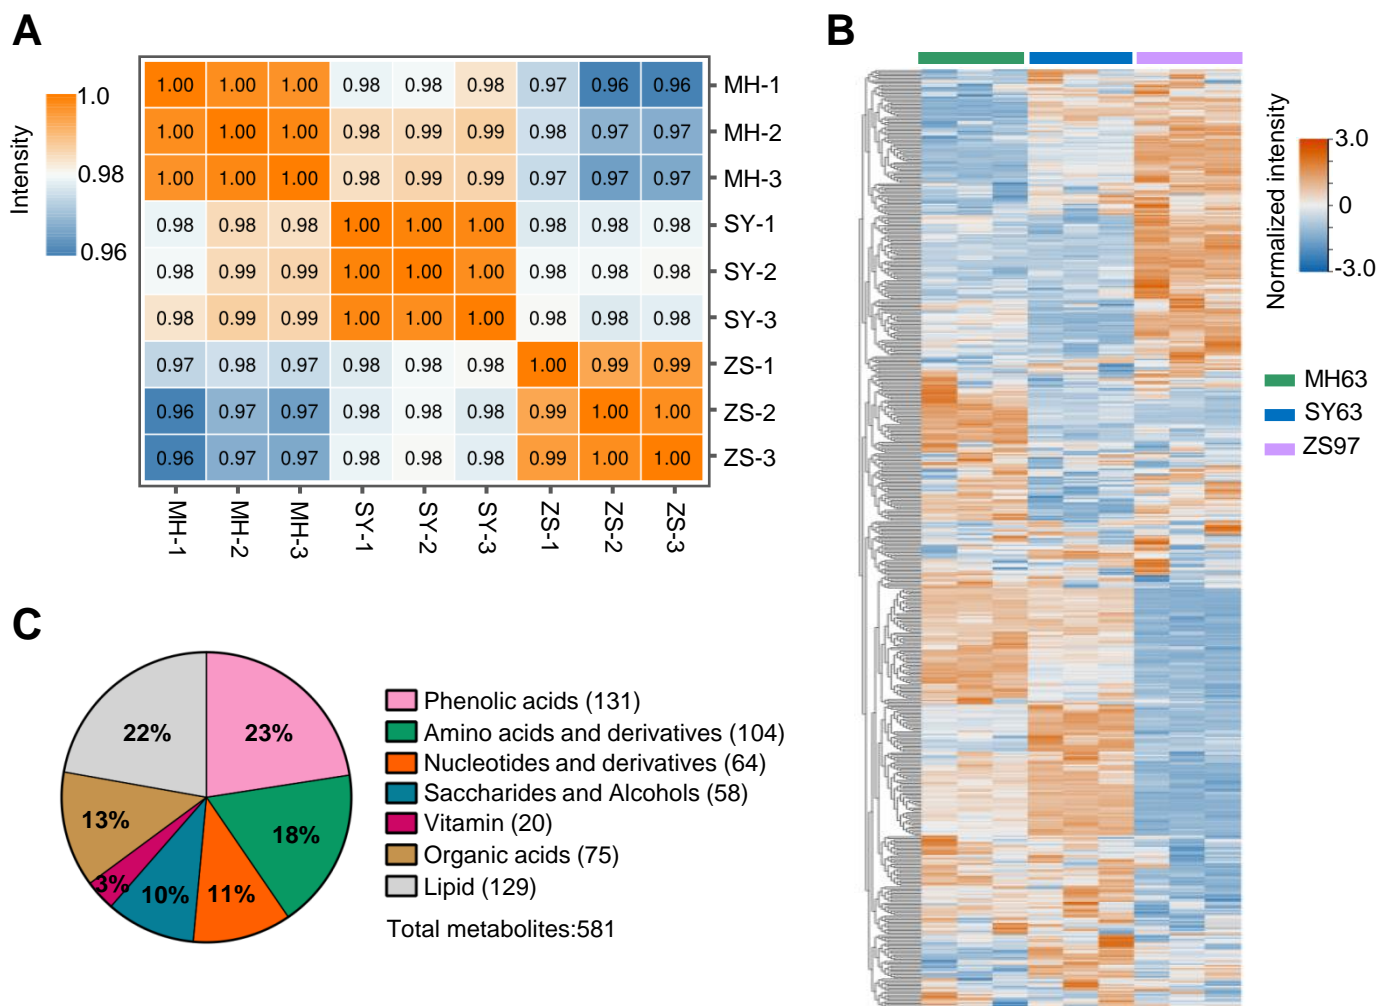 A
Intensity
1.0
0.98
0.96
1.00 1.00 1.00 0.98 0.98 0.98 0.97 0.96 0.96 MH-1
1.00 1.00 1.00 0.98 0.99 0.99 0.98 0.97 0.97 MH-2
1.00 1.00 1.00 0.98 0.99 0.99 0.97 0.97 0.97 MH-3
0.98 0.98 0.98 1.00 1.00 1.00 0.98 0.98 0.98 SY-1
0.98 0.99 0.99 1.00 1.00 1.00 0.98 0.98 0.98 SY-2
0.98 0.99 0.99 1.00 1.00 1.00 0.98 0.98 0.98 SY-3
0.97 0.98 0.97 0.98 0.98 0.98 1.00 0.99 0.99 ZS-1
0.96 0.97 0.97 0.98 0.98 0.98 0.99 1.00 1.00 ZS-2
0.96 0.97 0.97 0.98 0.98 0.98 0.99 1.00 1.00 ZS-3
MH-1 MH-2 MH-3 SY-1 SY-2 SY-3 ZS-1 ZS-2 ZS-3
B
Normalized intensity
3.0
0
-3.0
MH63
SY63
ZS97
C
22%
23%
13%
18%
3%
10%
11%
Phenolic acids (131)
Amino acids and derivatives (104)
Nucleotides and derivatives (64)
Saccharides and Alcohols (58)
Vitamin (20)
Organic acids (75)
Lipid (129)
Total metabolites:581